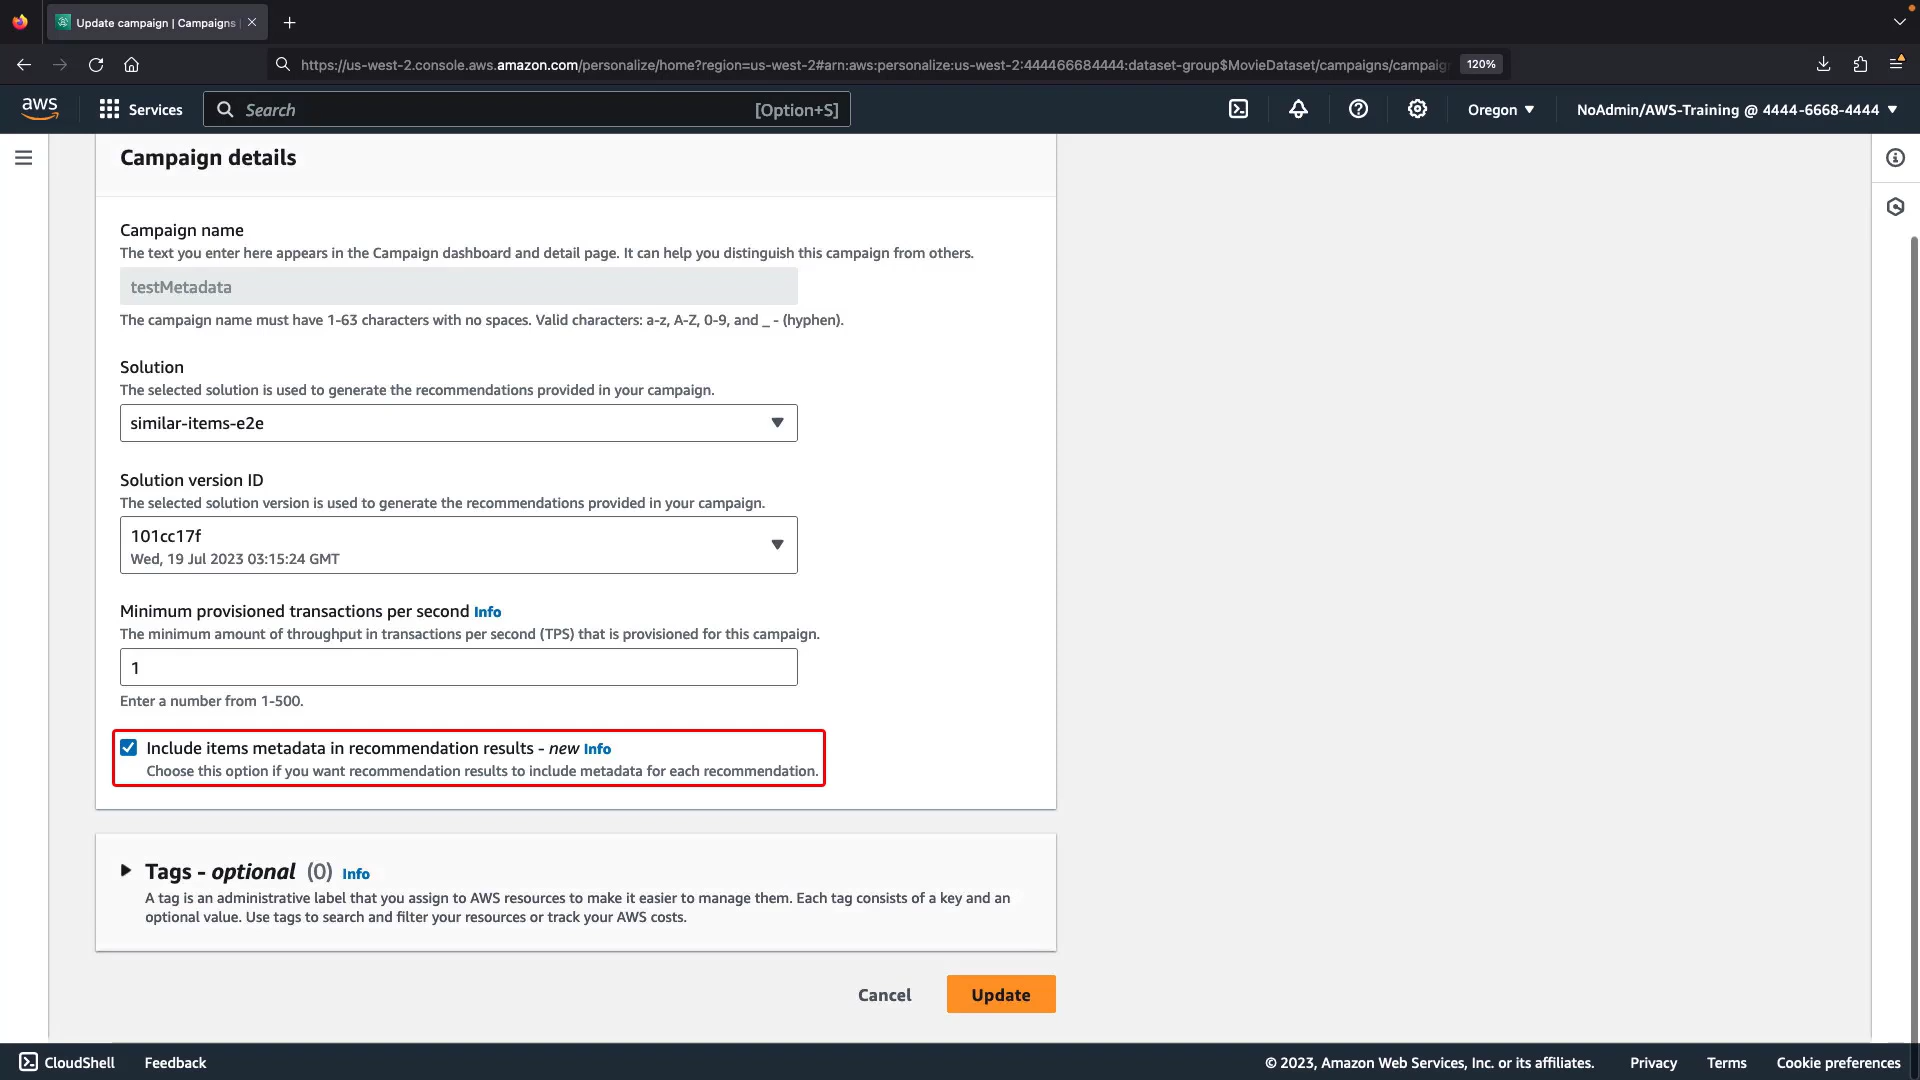 Update campaign | Campaigns
https://us-west-2.console.aws.amazon.com/personalize/home?region=us-west-2#arn:aws:personalize:us-west-2:444466684444:dataset-group$MovieDataset/campaigns/campaign
120%
aws
Services
Search
[Option+S]
Oregon
NoAdmin/AWS-Training @ 4444-6668-4444
Campaign details
Campaign name
The text you enter here appears in the Campaign dashboard and detail page. It can help you distinguish this campaign from others.
testMetadata
The campaign name must have 1-63 characters with no spaces. Valid characters: a-z, A-Z, 0-9, and _ - (hyphen).
Solution
The selected solution is used to generate the recommendations provided in your campaign.
similar-items-e2e
Solution version ID
The selected solution version is used to generate the recommendations provided in your campaign.
101cc17f
Wed, 19 Jul 2023 03:15:24 GMT
Minimum provisioned transactions per second Info
The minimum amount of throughput in transactions per second (TPS) that is provisioned for this campaign.
1
Enter a number from 1-500.
Include items metadata in recommendation results - new Info
Choose this option if you want recommendation results to include metadata for each recommendation.
Tags - optional (0) Info
A tag is an administrative label that you assign to AWS resources to make it easier to manage them. Each tag consists of a key and an
optional value. Use tags to search and filter your resources or track your AWS costs.
Cancel
Update
CloudShell
Feedback
© 2023, Amazon Web Services, Inc. or its affiliates.
Privacy
Terms
Cookie preferences